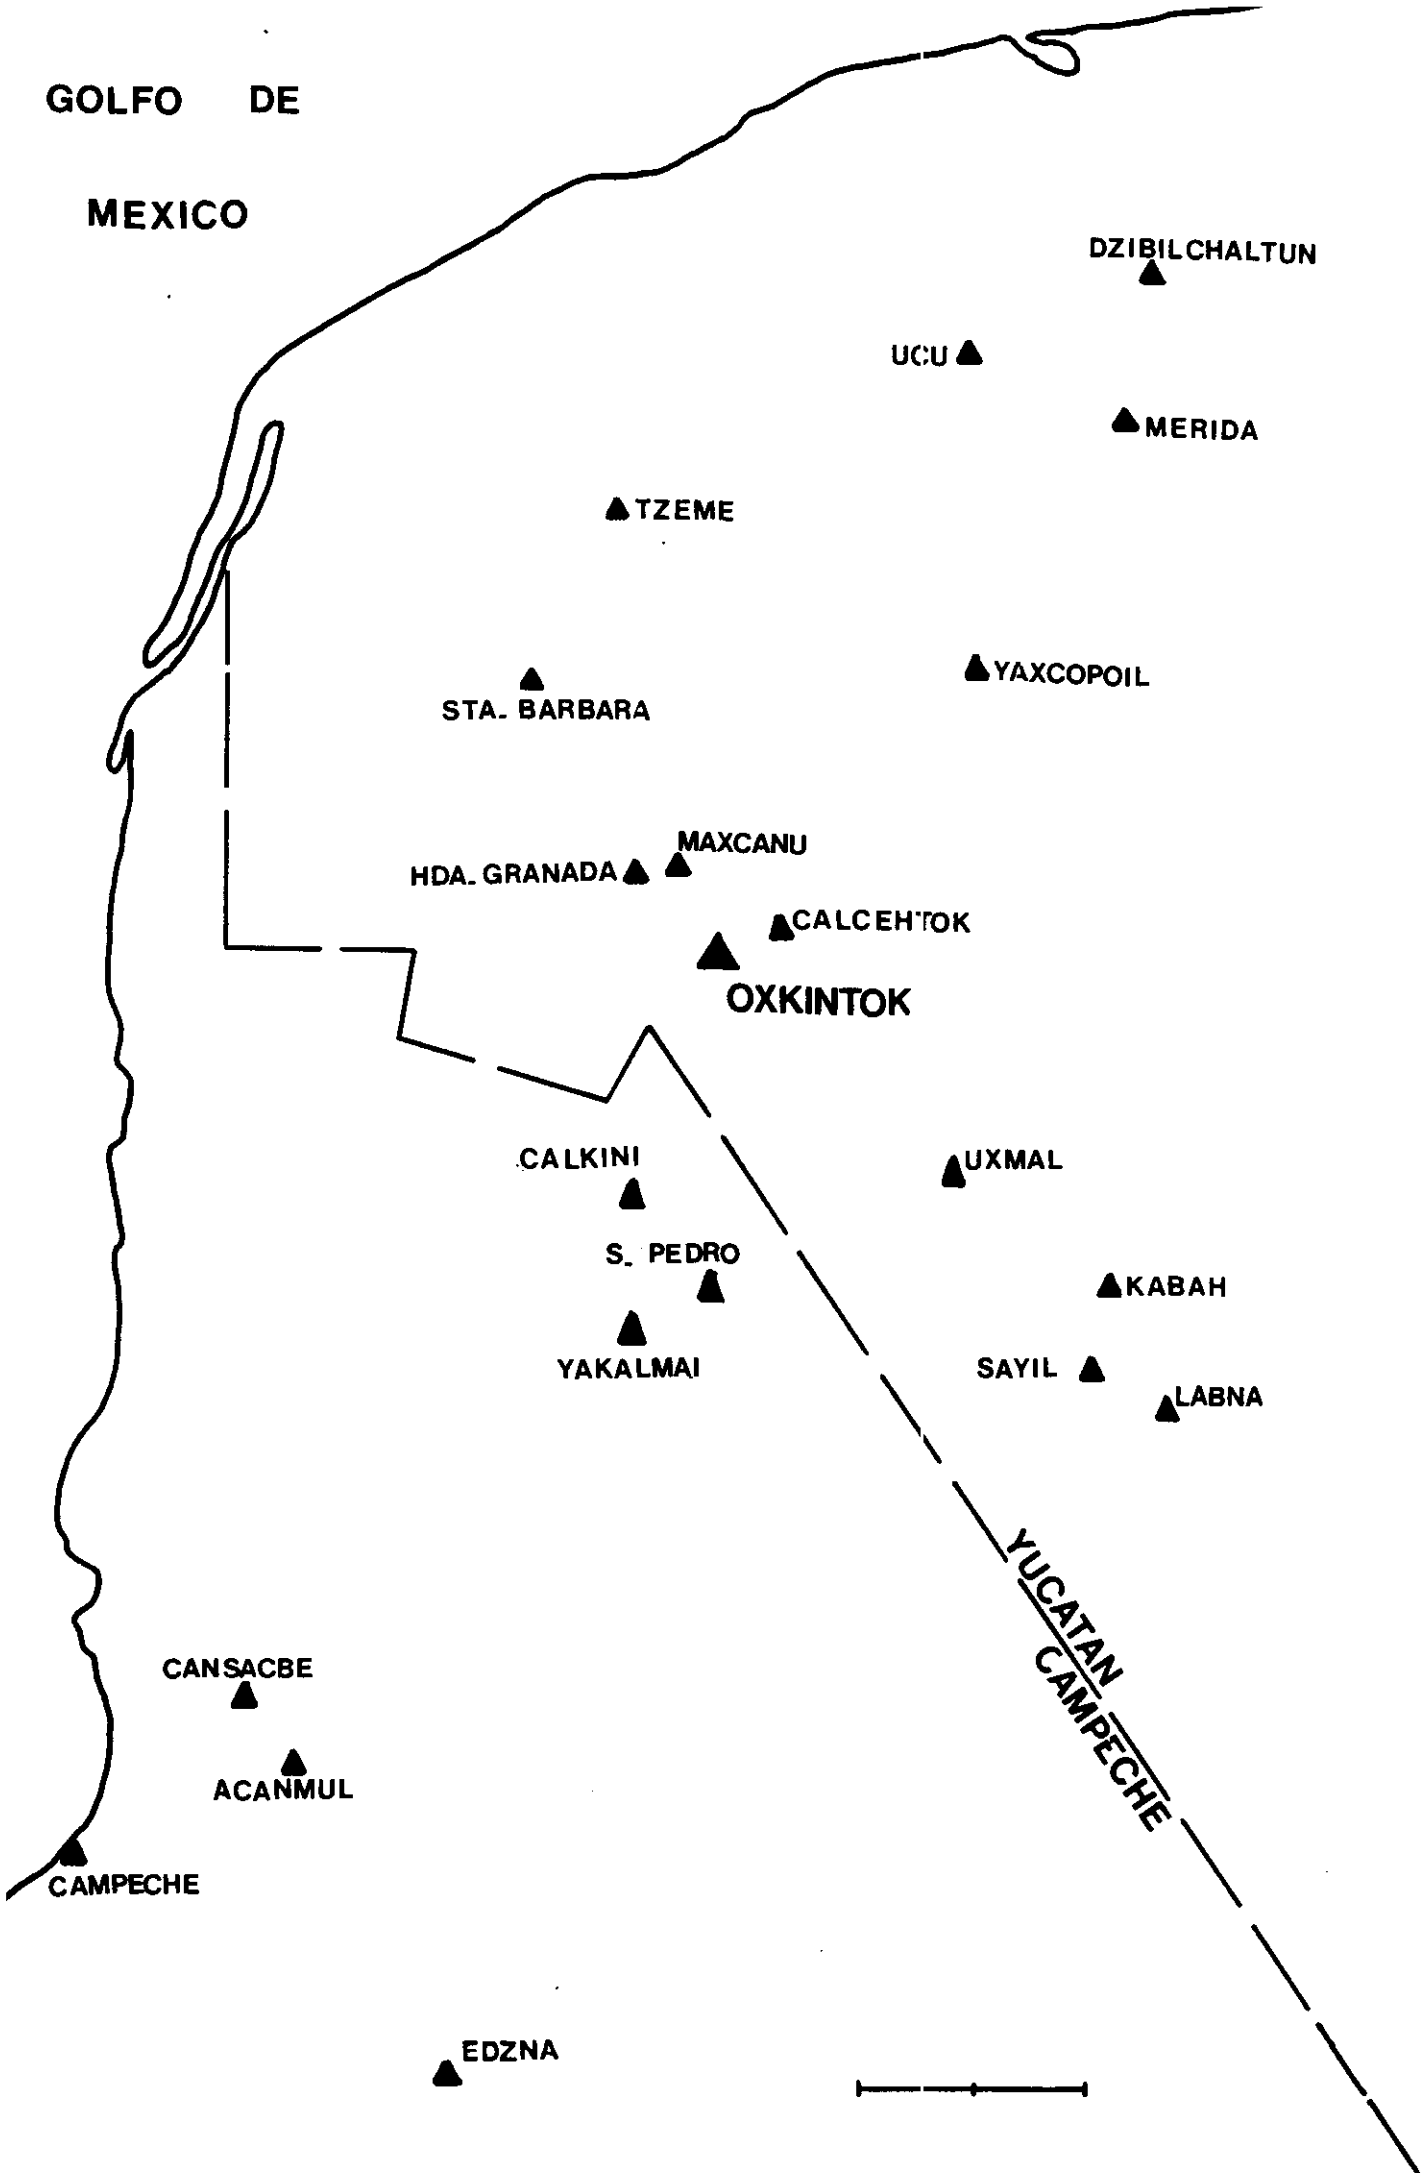 GOLFO DE
MEXICO
DZIBILCHALTUN
UCU
MERIDA
TZEME
YAXCOPOIL
STA. BARBARA
MAXCANU
HDA. GRANADA
CALCEHTOK
OXKINTOK
CALKINI
UXMAL
S. PEDRO
KABAH
YAKALMAI
SAYIL
LABNA
YUCATAN
CAMPECHE
CANSACBE
ACANMUL
CAMPECHE
EDZNA